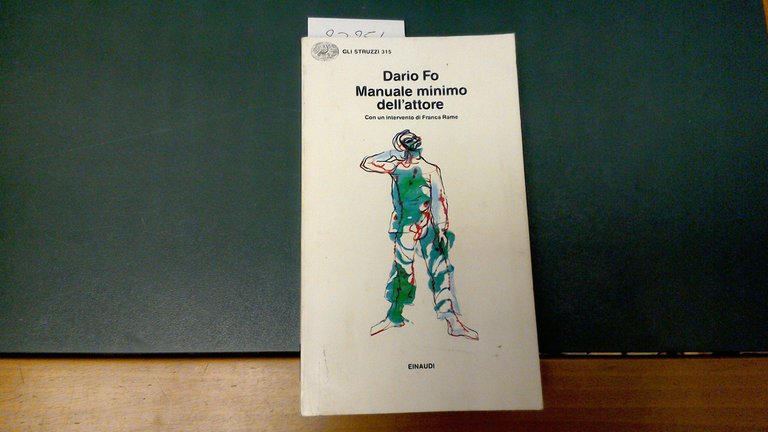 GLI STRUZZI 315
Dario Fo
Manuale minimo
dell'attore
Con un intervento di Franca Rame
EINAUDI